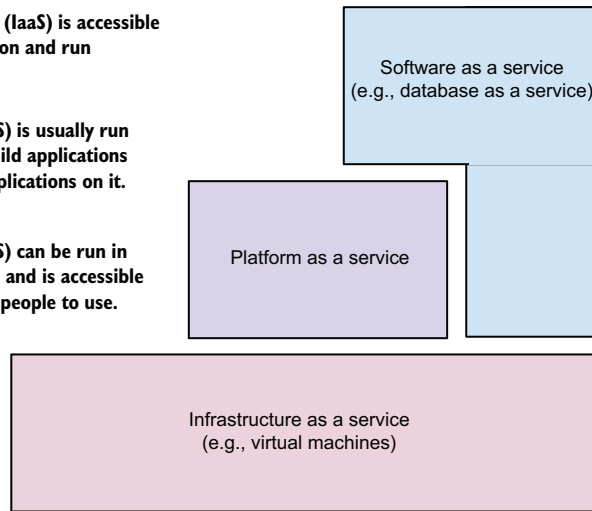 (IaaS) is accessible
on and run
S) is usually run
ild applications
plications on it.
S) can be run in
and is accessible
people to use.
Software as a service
(e.g., database as a service)
Platform as a service
Infrastructure as a service
(e.g., virtual machines)